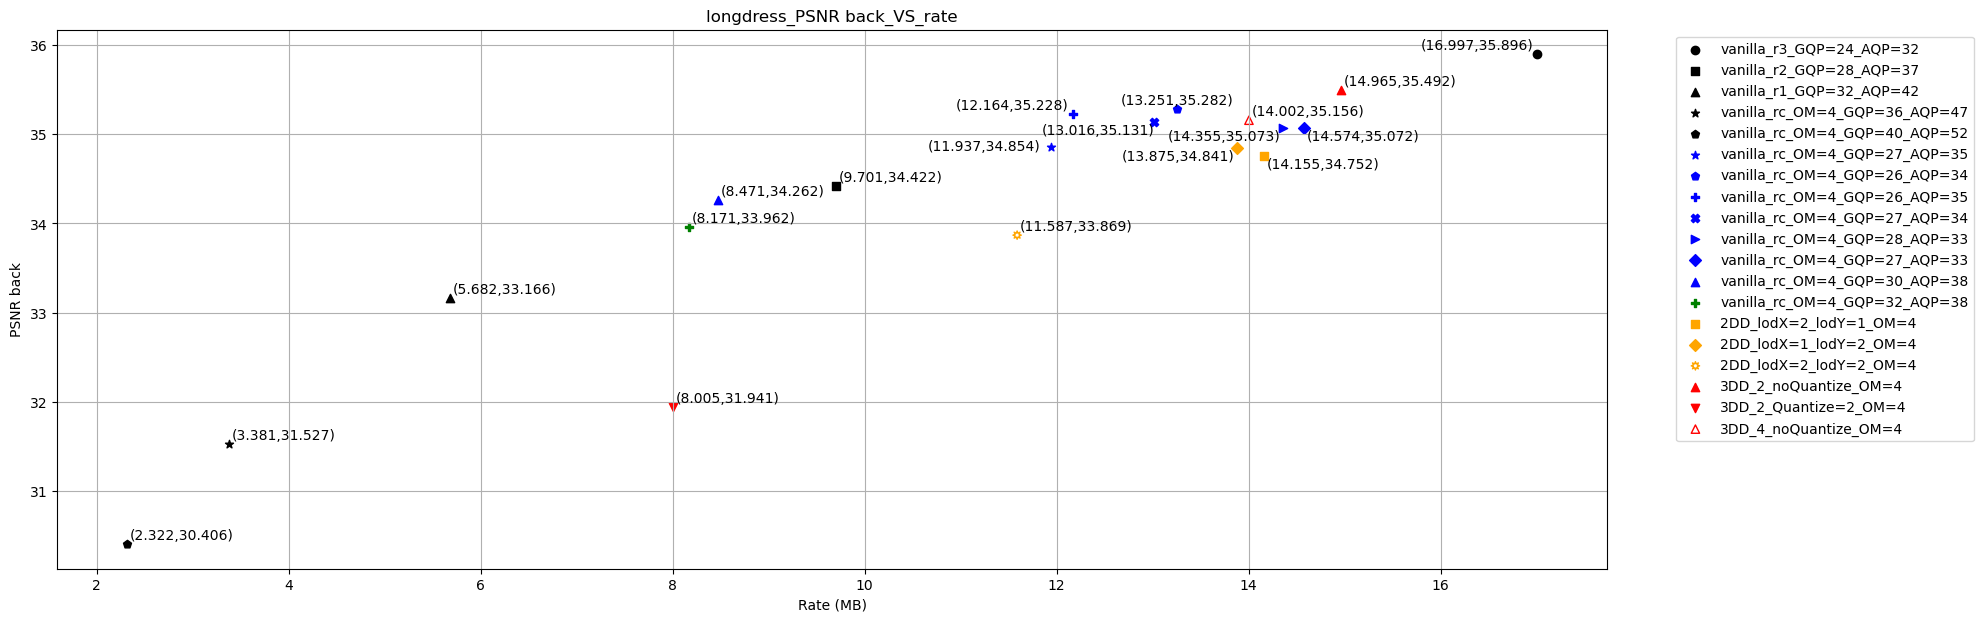 longdress_PSNR back_VS_rate
PSNR back
36
35
34
33
32
31
(16.997,35.896)
(14.965,35.492)
(13.251,35.282)
(12.164,35.228)
(14.002,35.156)
(13.016,35.131)
(14.355,35.073)
(14.574,35.072)
(11.937,34.854)
(13.875,34.841)
(14.155,34.752)
(9.701,34.422)
(8.471,34.262)
(8.171,33.962)
(11.587,33.869)
(5.682,33.166)
(8.005,31.941)
(3.381,31.527)
(2.322,30.406)
2
4
6
8
10
12
14
16
Rate (MB)
vanilla_r3_GQP=24_AQP=32
vanilla_r2_GQP=28_AQP=37
vanilla_r1_GQP=32_AQP=42
vanilla_rc_OM=4_GQP=36_AQP=47
vanilla_rc_OM=4_GQP=40_AQP=52
vanilla_rc_OM=4_GQP=27_AQP=35
vanilla_rc_OM=4_GQP=26_AQP=34
vanilla_rc_OM=4_GQP=26_AQP=35
vanilla_rc_OM=4_GQP=27_AQP=34
vanilla_rc_OM=4_GQP=28_AQP=33
vanilla_rc_OM=4_GQP=27_AQP=33
vanilla_rc_OM=4_GQP=30_AQP=38
vanilla_rc_OM=4_GQP=32_AQP=38
2DD_lodX=2_lodY=1_OM=4
2DD_lodX=1_lodY=2_OM=4
2DD_lodX=2_lodY=2_OM=4
3DD_2_noQuantize_OM=4
3DD_2_Quantize=2_OM=4
3DD_4_noQuantize_OM=4